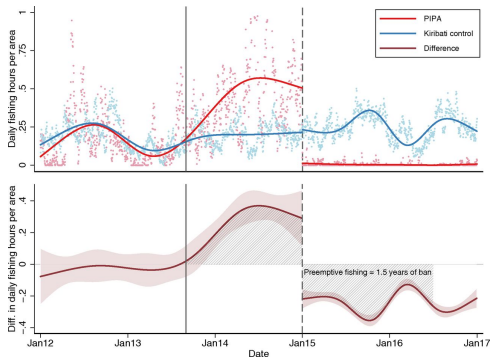 PIPA
Kiribati control
Difference
Daily fishing hours per area
1
.75
.5
.25
0
Diff. in daily fishing hours per area
.4
.2
0
-.2
-.4
Preemptive fishing = 1.5 years of ban
Jan12 Jan13 Jan14 Jan15 Jan16 Jan17
Date